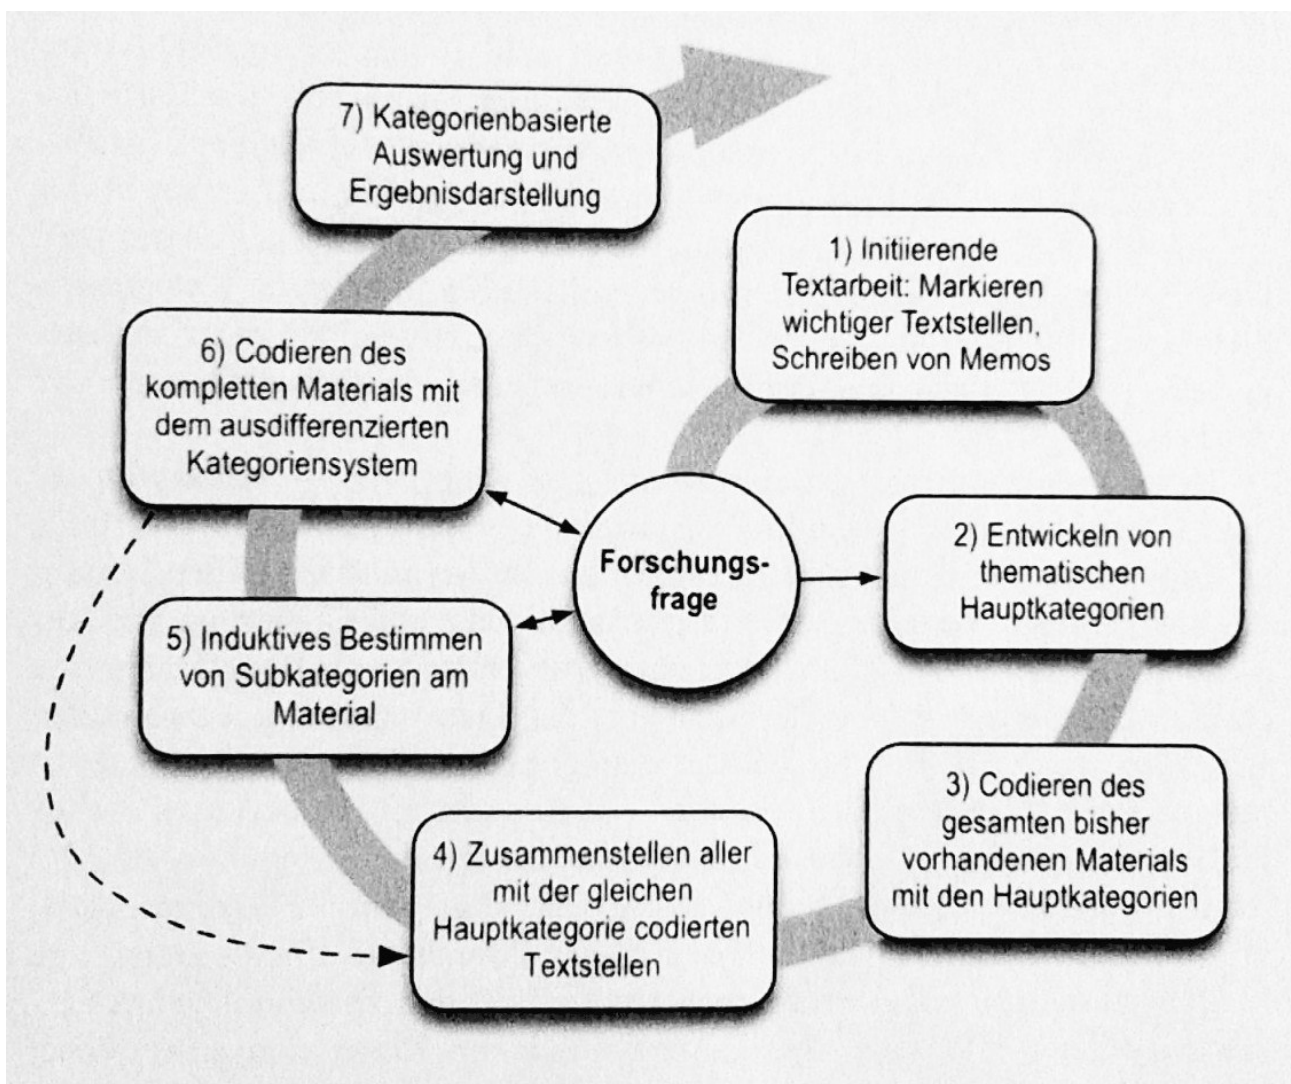 7) Kategorienbasierte
Auswertung und
Ergebnisdarstellung
1) Initiierende
Textarbeit: Markieren
wichtiger Textstellen,
Schreiben von Memos
6) Codieren des
kompletten Materials mit
dem ausdifferenzierten
Kategoriensystem
Forschungs-
frage
2) Entwickeln von
thematischen
Hauptkategorien
5) Induktives Bestimmen
von Subkategorien am
Material
3) Codieren des
gesamten bisher
vorhandenen Materials
mit den Hauptkategorien
4) Zusammenstellen aller
mit der gleichen
Hauptkategorie codierten
Textstellen